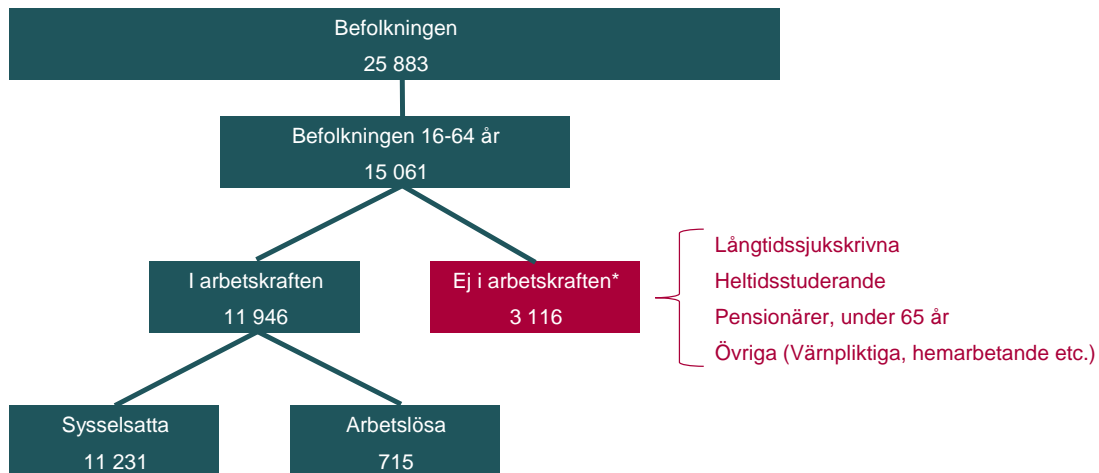 Befolkningen
25 883
Befolkningen 16-64 år
15 061
I arbetskraften
11 946
Ej i arbetskraften*
3 116
Långtidssjukskrivna
Heltidsstuderande
Pensionärer, under 65 år
Övriga (Värnpliktiga, hemarbetande etc.)
Sysselsatta
11 231
Arbetslösa
715